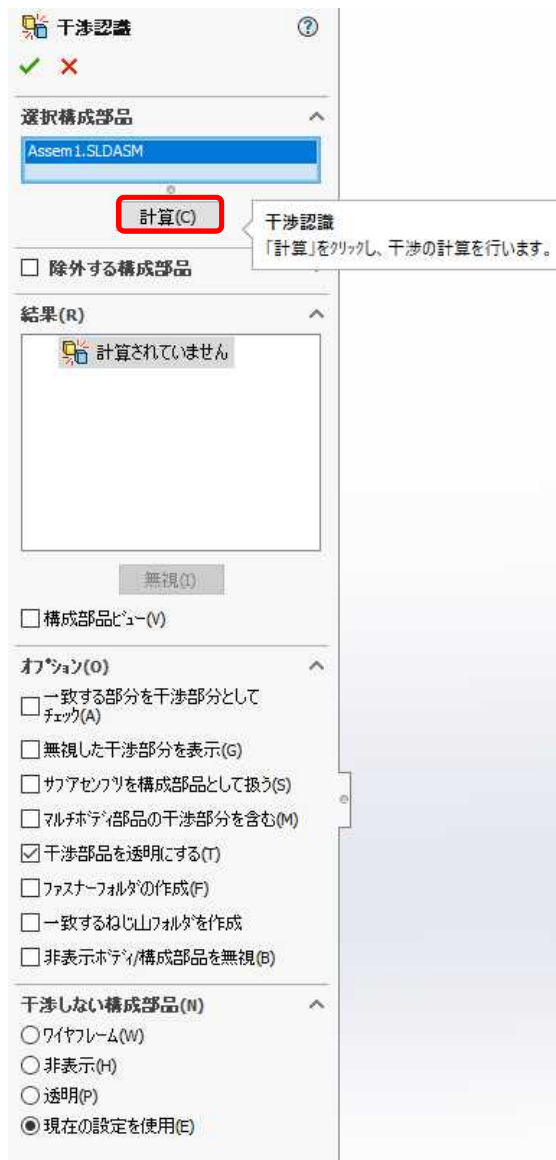 干渉認識
選択構成部品
Assem1.SLDASM
計算(C)
干渉認識
「計算」をクリックし、干渉の計算を行います。
除外する構成部品
結果(R)
計算されていません
無視(I)
構成部品ビュー(V)
オプション(O)
一致する部分を干渉部分として
チェック(A)
無視した干渉部分を表示(G)
サブアセンブリを構成部品として扱う(S)
マルチボディ部品の干渉部分を含む(M)
干渉部品を透明にする(T)
ファスナーフォルダの作成(F)
一致するねじ山フォルダを作成
非表示ボディ/構成部品を無視(B)
干渉しない構成部品(N)
ワイヤフレーム(W)
非表示(H)
透明(P)
現在の設定を使用(E)